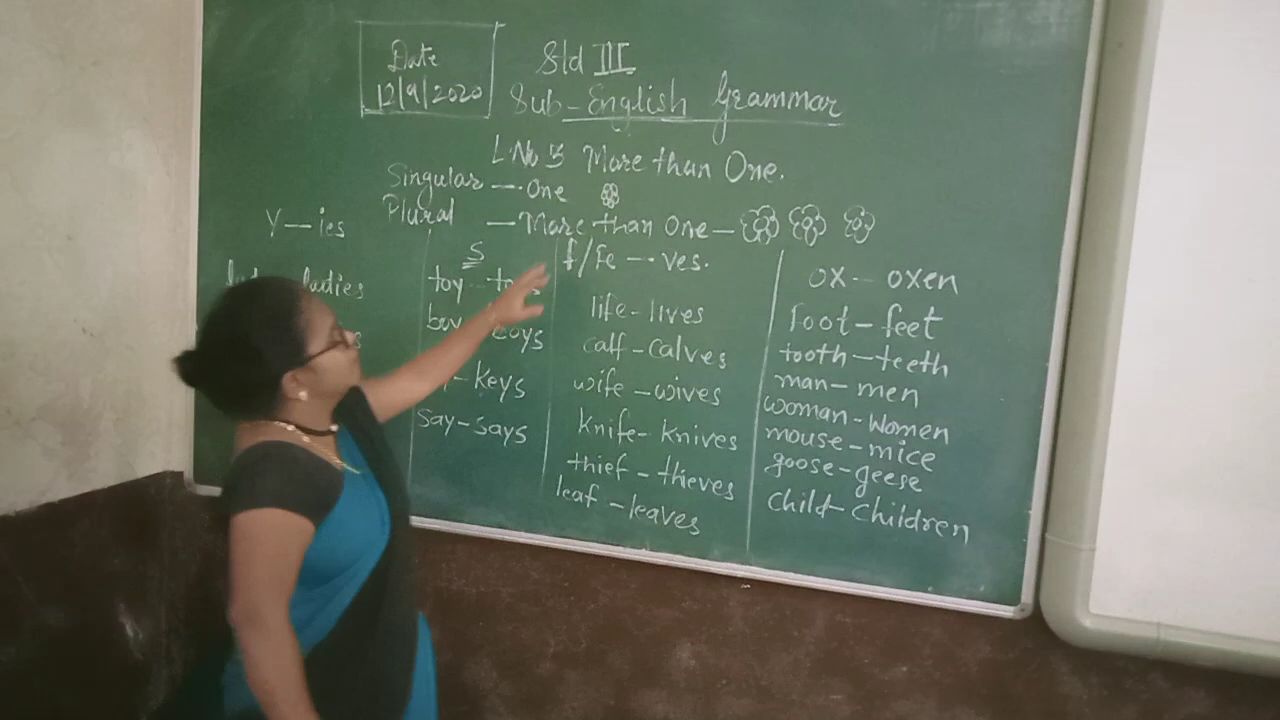 Date
12/9/2020
Std III
Sub-English Grammar
L.No 5 More than One.
Singular — One
Plural — More than One —
Y — ies
ladies
s
toy - toys
boys
keys
say - says
f/fe — ves.
life - lives
calf - calves
wife - wives
knife - knives
thief - thieves
leaf - leaves
ox - oxen
foot - feet
tooth - teeth
man - men
woman - women
mouse - mice
goose - geese
child - children